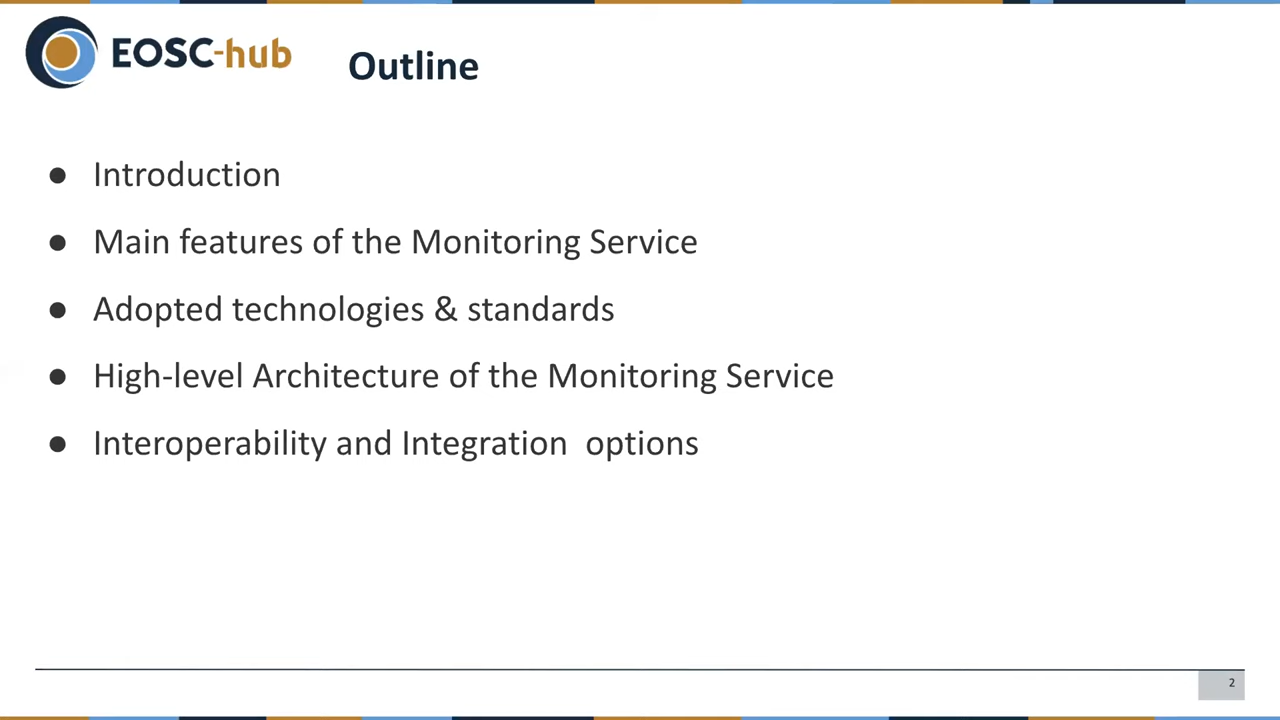 EOSC-hub
Outline
● Introduction
● Main features of the Monitoring Service
● Adopted technologies & standards
● High-level Architecture of the Monitoring Service
● Interoperability and Integration  options
2